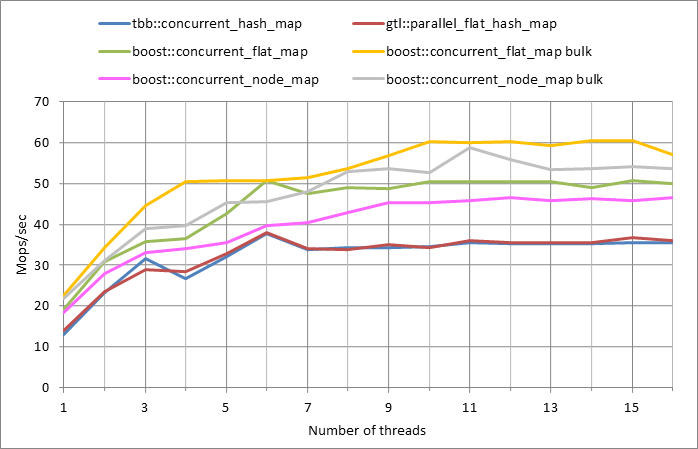 tbb::concurrent_hash_map gtl::parallel_flat_hash_map
boost::concurrent_flat_map boost::concurrent_flat_map bulk
boost::concurrent_node_map boost::concurrent_node_map bulk
70
60
50
40
30
20
10
0
Mops/sec
1 3 5 7 9 11 13 15
Number of threads